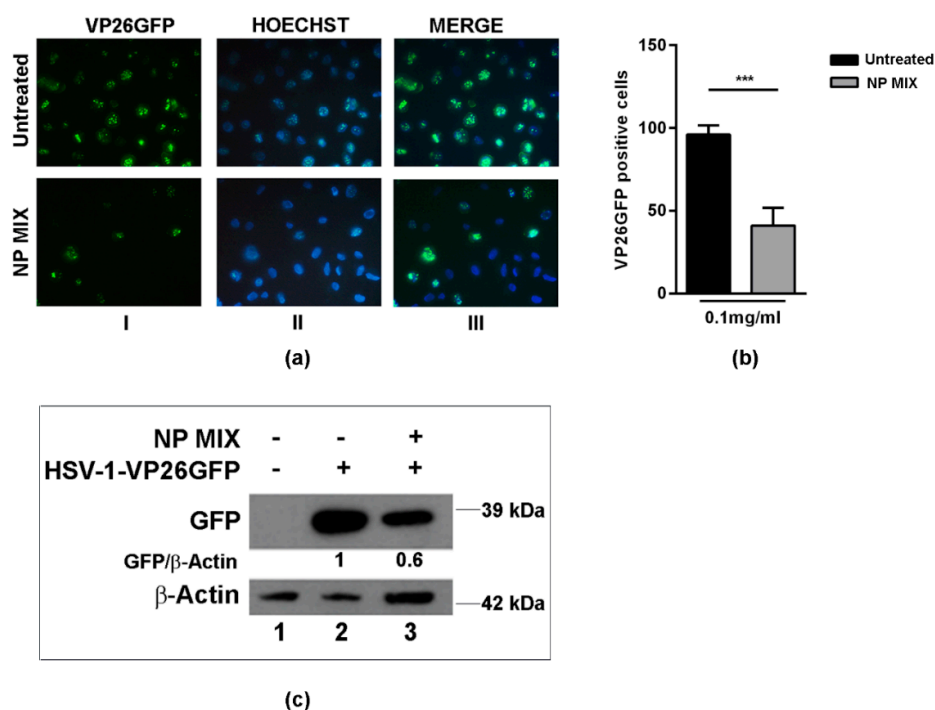 VP26GFP HOECHST MERGE
Untreated
NP MIX
I II III
(a)
VP26GFP positive cells
150
100
50
0
***
Untreated
NP MIX
0.1mg/ml
(b)
NP MIX - - +
HSV-1-VP26GFP - + +
GFP 39 kDa
GFP/β-Actin 1 0.6
β-Actin 42 kDa
1 2 3
(c)